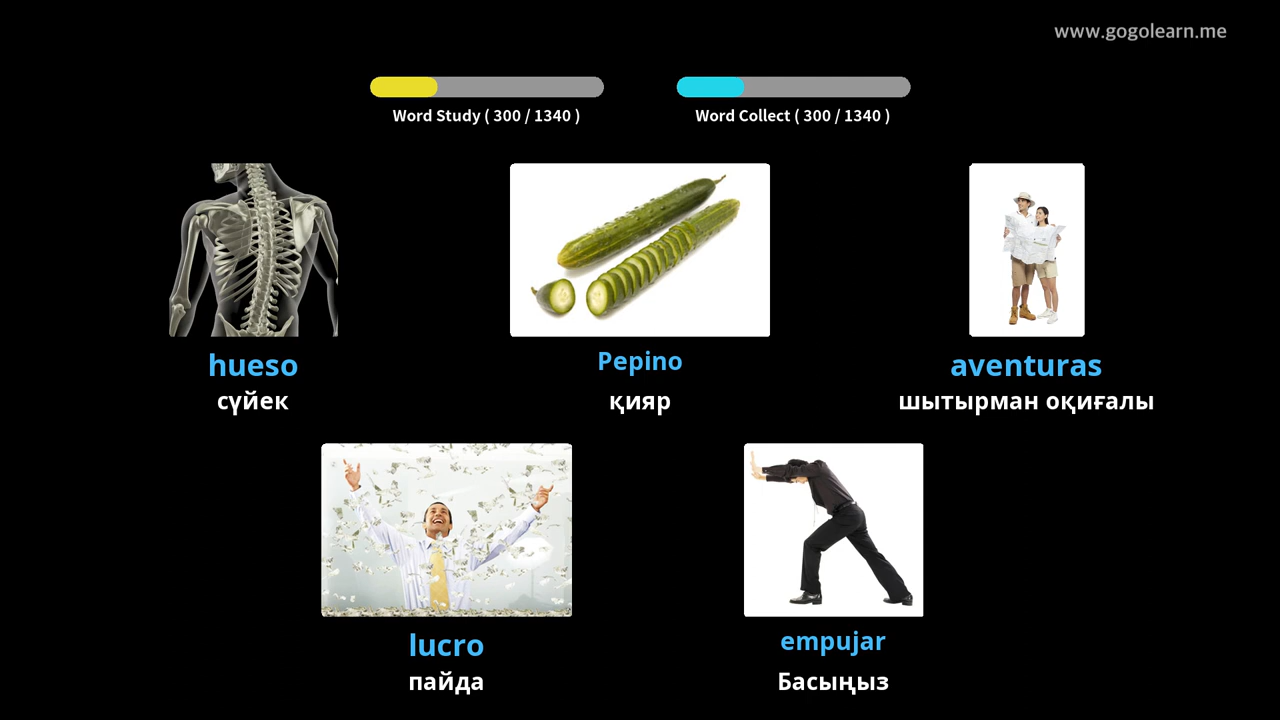 www.gogolearn.me
Word Study ( 300 / 1340 )
Word Collect ( 300 / 1340 )
hueso
сүйек
Pepino
қияр
aventuras
шытырман оқиғалы
lucro
пайда
empujar
Басыңыз